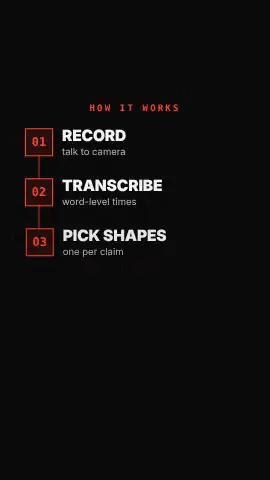 HOW IT WORKS
01
RECORD
talk to camera
02
TRANSCRIBE
word-level times
03
PICK SHAPES
one per claim